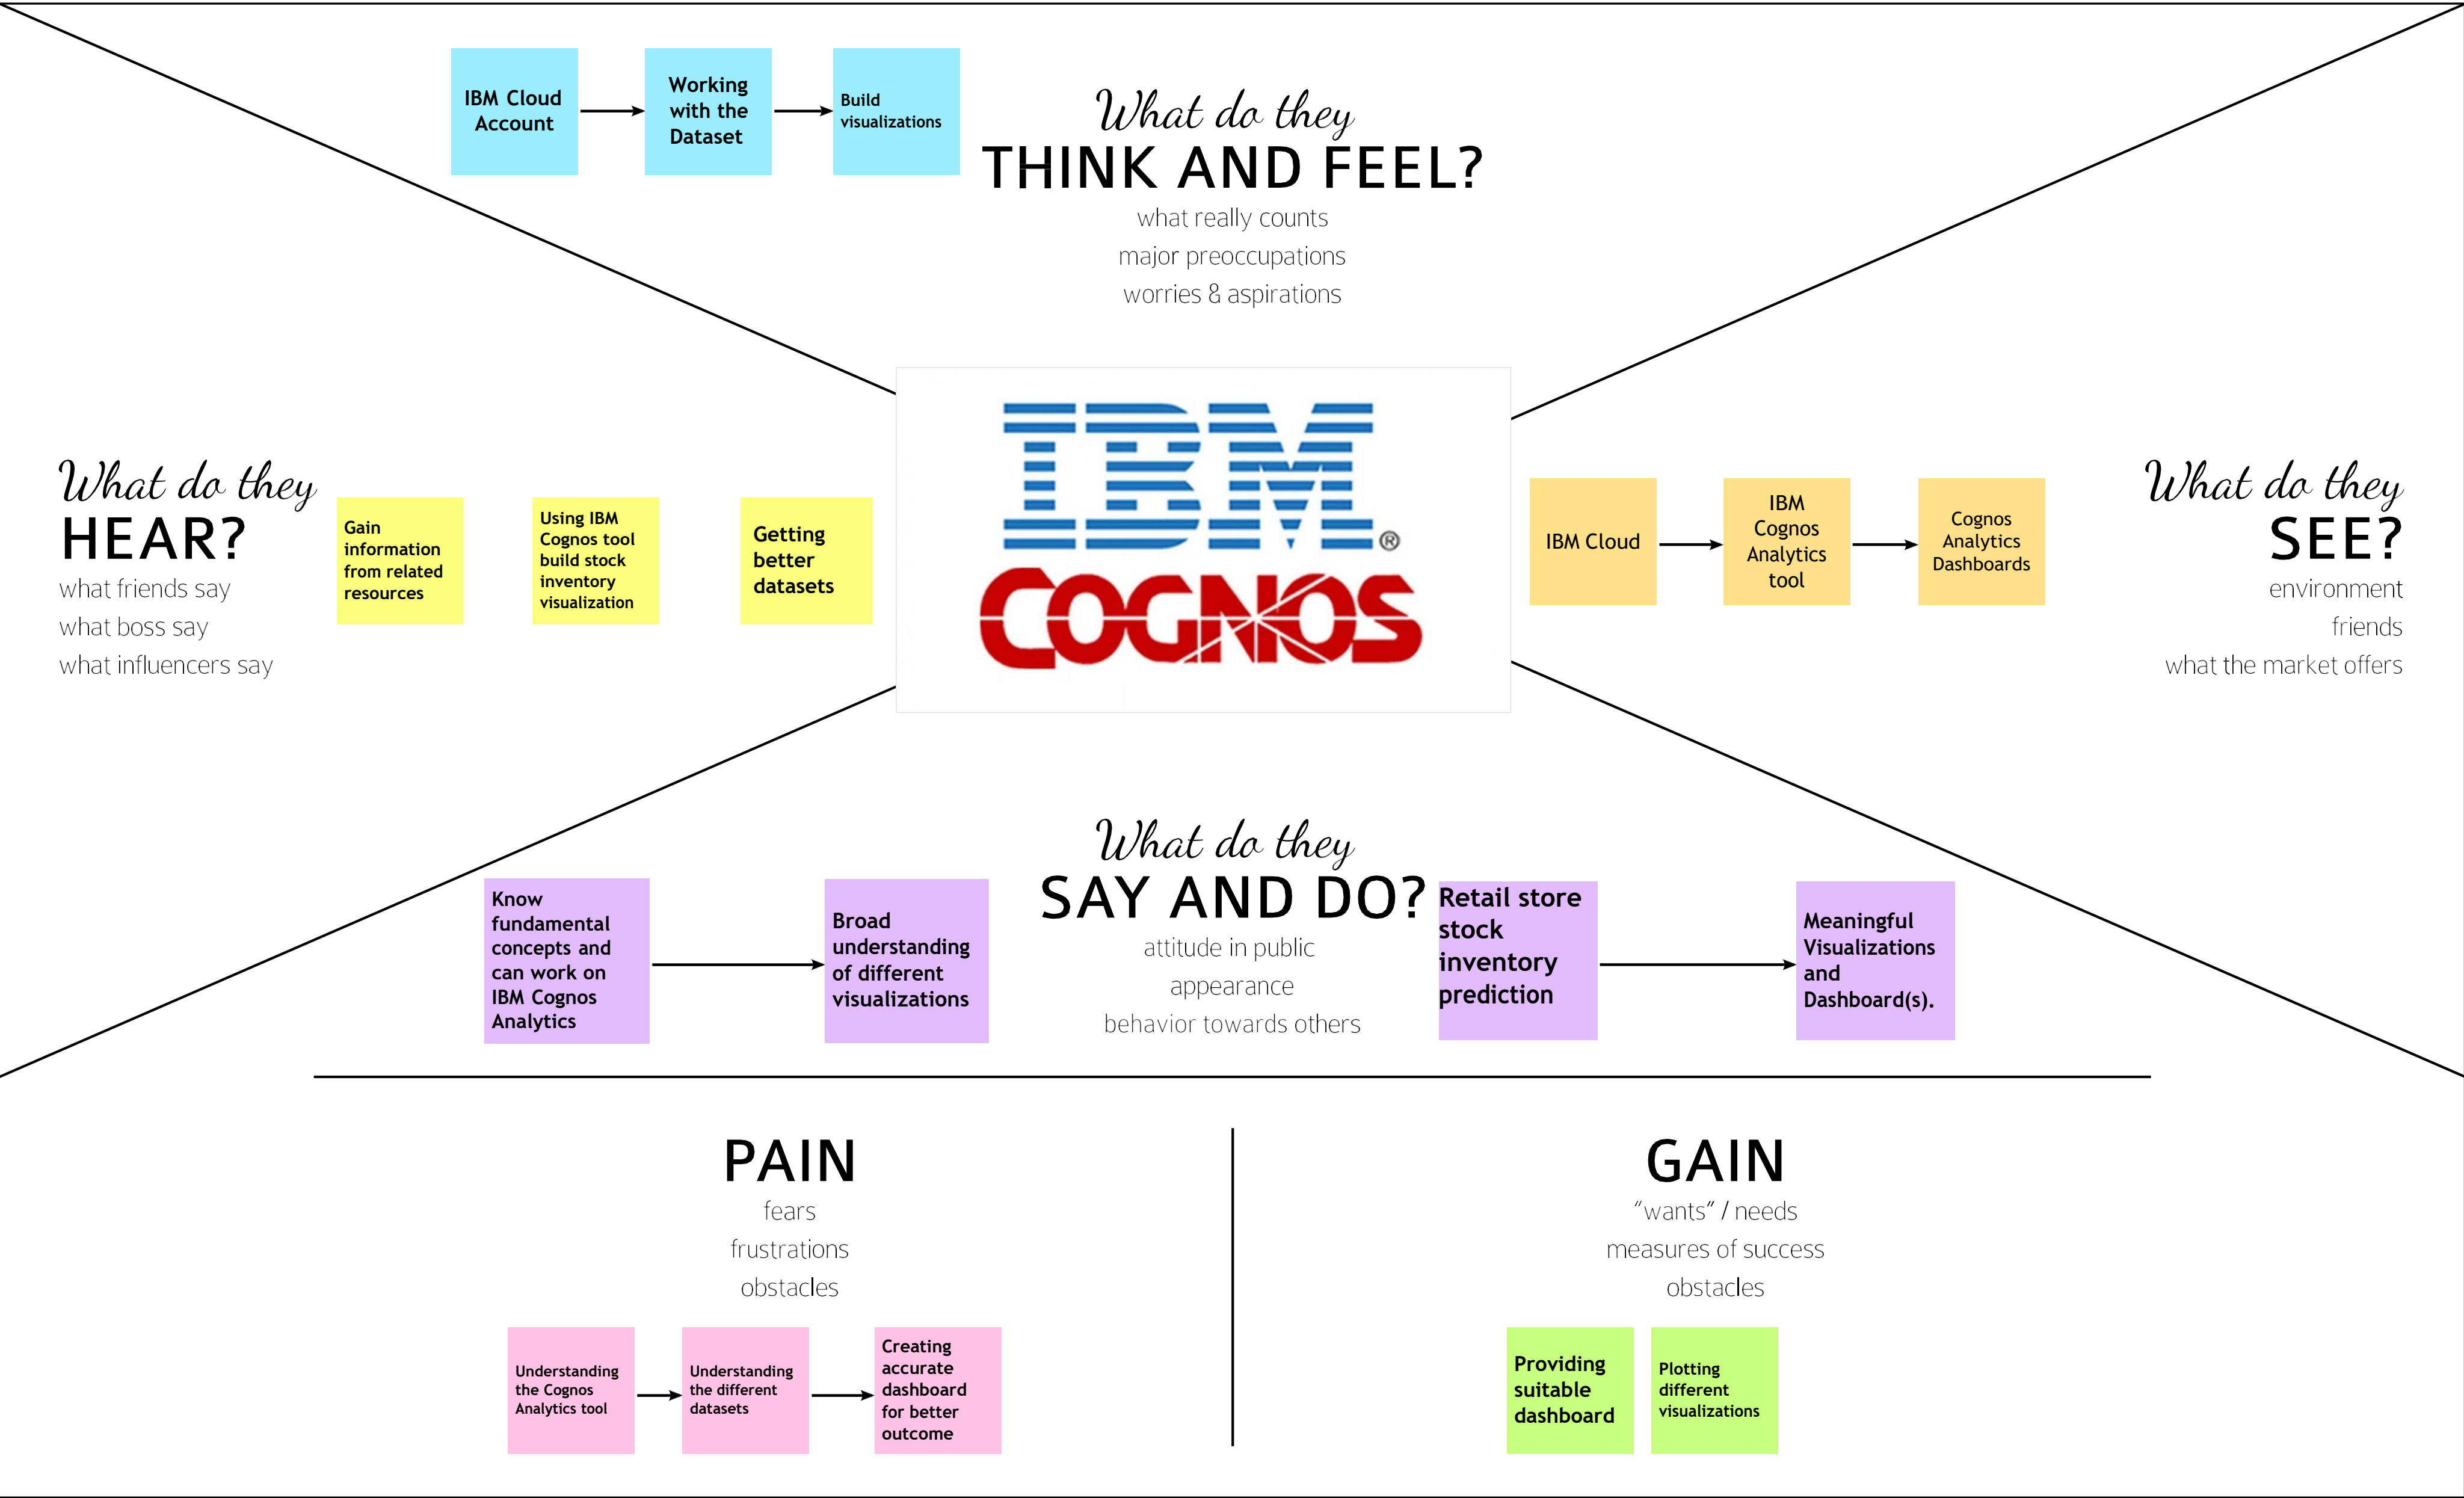 IBM Cloud
Account
Working
with the
Dataset
Build
visualizations
What do they
THINK AND FEEL?
what really counts
major preoccupations
worries & aspirations
What do they
HEAR?
what friends say
what boss say
what influencers say
Gain
information
from related
resources
Using IBM
Cognos tool
build stock
inventory
visualization
Getting
better
datasets
IBM®
COGNOS
IBM Cloud
IBM
Cognos
Analytics
tool
Cognos
Analytics
Dashboards
What do they
SEE?
environment
friends
what the market offers
Know
fundamental
concepts and
can work on
IBM Cognos
Analytics
Broad
understanding
of different
visualizations
What do they
SAY AND DO?
attitude in public
appearance
behavior towards others
Retail store
stock
inventory
prediction
Meaningful
Visualizations
and
Dashboard(s).
PAIN
fears
frustrations
obstacles
Understanding
the Cognos
Analytics tool
Understanding
the different
datasets
Creating
accurate
dashboard
for better
outcome
GAIN
“wants” / needs
measures of success
obstacles
Providing
suitable
dashboard
Plotting
different
visualizations